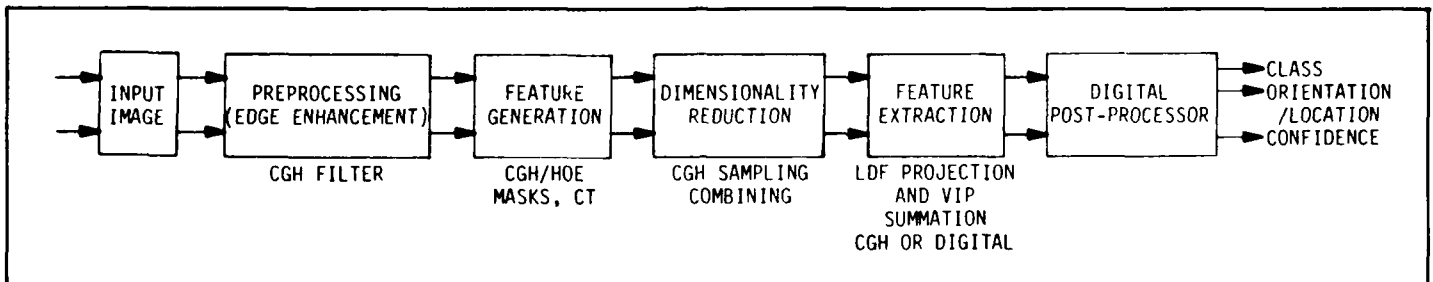 INPUT
IMAGE
PREPROCESSING
(EDGE ENHANCEMENT)
CGH FILTER
FEATURE
GENERATION
CGH/HOE
MASKS, CT
DIMENSIONALITY
REDUCTION
CGH SAMPLING
COMBINING
FEATURE
EXTRACTION
LDF PROJECTION
AND VIP
SUMMATION
CGH OR DIGITAL
DIGITAL
POST-PROCESSOR
CLASS
ORIENTATION
/LOCATION
CONFIDENCE